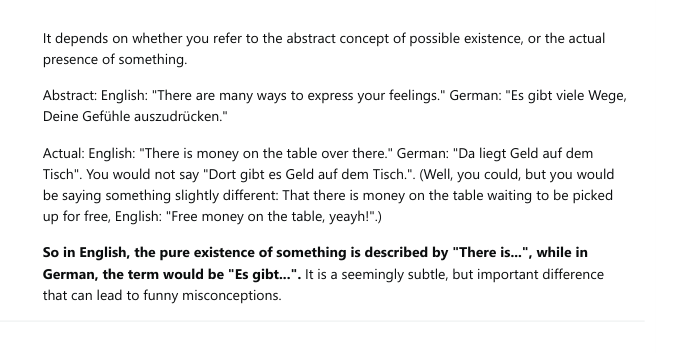 It depends on whether you refer to the abstract concept of possible existence, or the actual
presence of something.
Abstract: English: "There are many ways to express your feelings." German: "Es gibt viele Wege,
Deine Gefühle auszudrücken."
Actual: English: "There is money on the table over there." German: "Da liegt Geld auf dem
Tisch". You would not say "Dort gibt es Geld auf dem Tisch.". (Well, you could, but you would
be saying something slightly different: That there is money on the table waiting to be picked
up for free, English: "Free money on the table, yeayh!".)
So in English, the pure existence of something is described by "There is...", while in
German, the term would be "Es gibt...". It is a seemingly subtle, but important difference
that can lead to funny misconceptions.